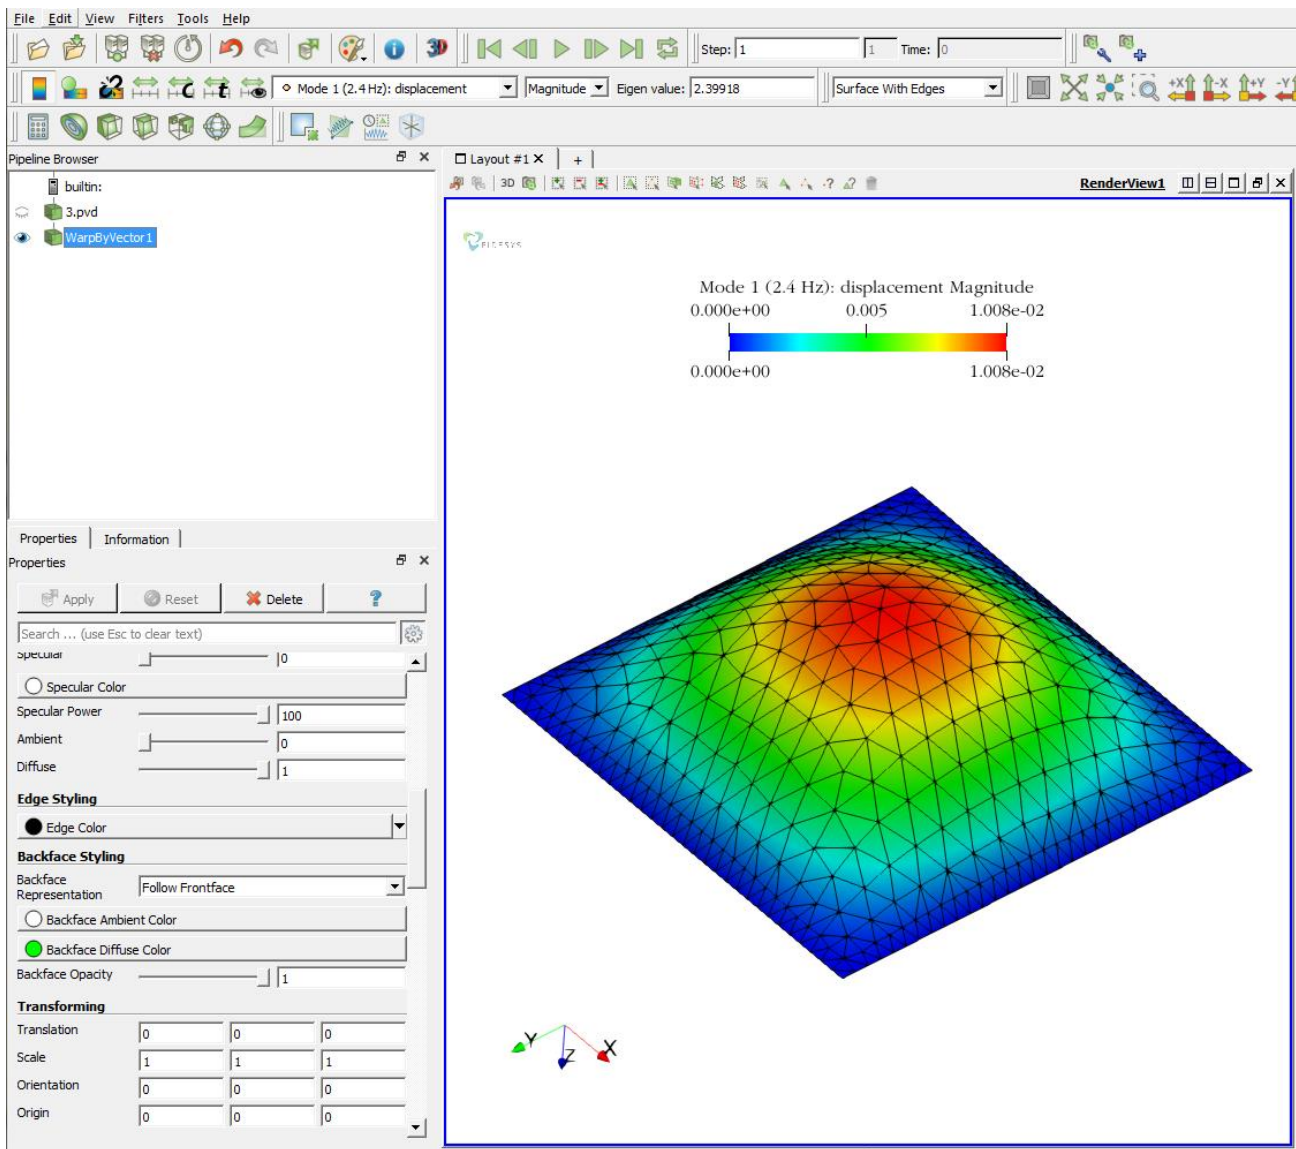 File Edit View Filters Tools Help
3D Step: 1 1 Time: 0
Mode 1 (2.4 Hz): displacement Magnitude Eigen value: 2.39918 Surface With Edges +X -X +Y -Y
Pipeline Browser
Layout #1 X +
builtin:
3.pvd
WarpByVector1
3D RenderView1
FIDESYS
Mode 1 (2.4 Hz): displacement Magnitude
0.000e+00 0.005 1.008e-02
0.000e+00 1.008e-02
Properties Information
Properties
Apply Reset Delete ?
Search ... (use Esc to clear text)
Specular 0
Specular Color
Specular Power 100
Ambient 0
Diffuse 1
Edge Styling
Edge Color
Backface Styling
Backface
Representation Follow Frontface
Backface Ambient Color
Backface Diffuse Color
Backface Opacity 1
Transforming
Translation 0 0 0
Scale 1 1 1
Orientation 0 0 0
Origin 0 0 0
Y Z X